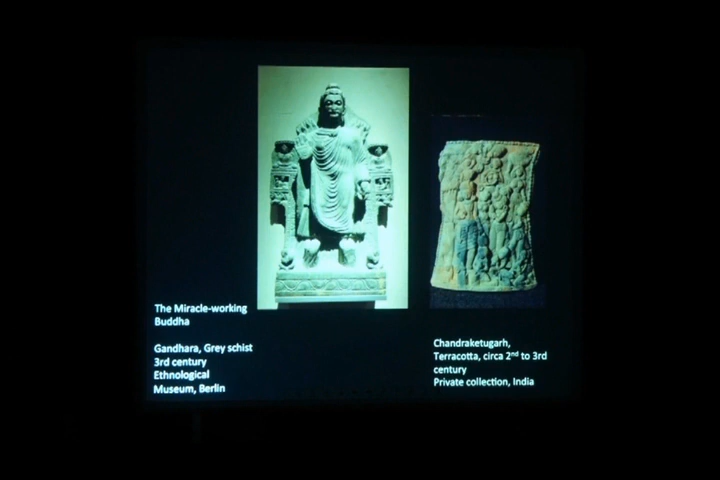 The Miracle-working
Buddha
Gandhara, Grey schist
3rd century
Ethnological
Museum, Berlin
Chandraketugarh,
Terracotta, circa 2nd to 3rd
century
Private collection, India